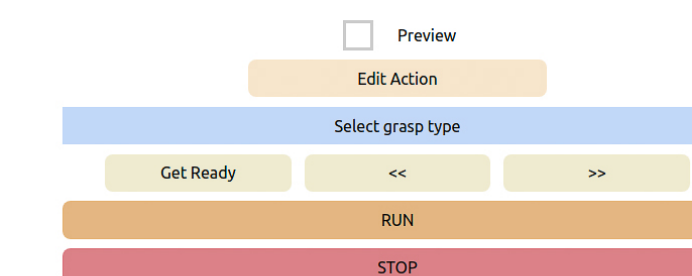 Preview
Edit Action
Select grasp type
Get Ready << >>
RUN
STOP